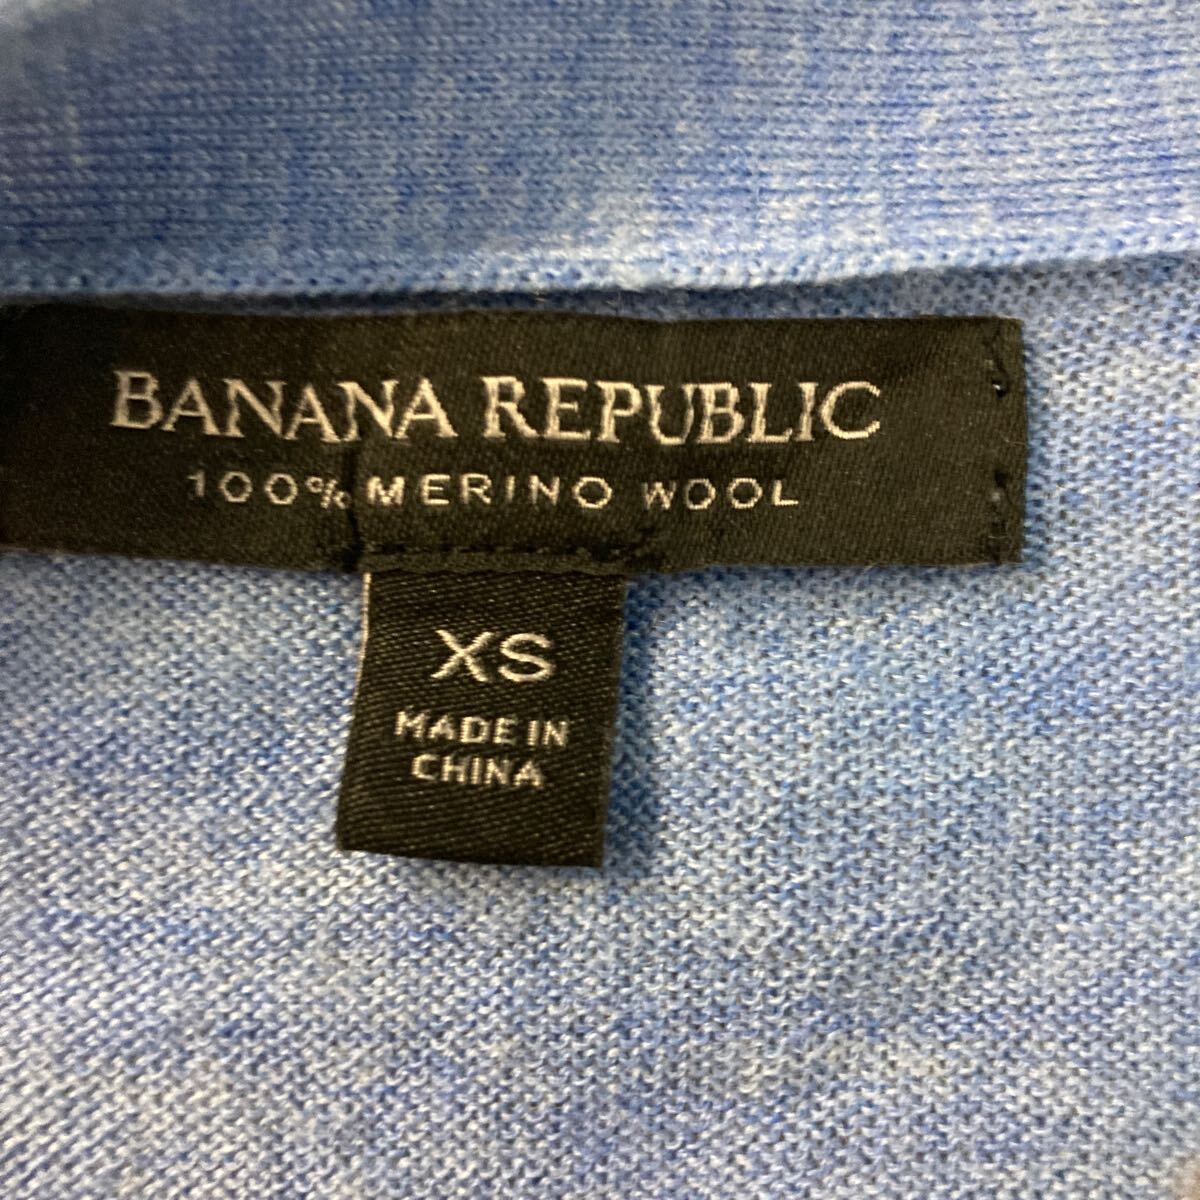 BANANA REPUBLIC
100% MERINO WOOL
XS
MADE IN
CHINA